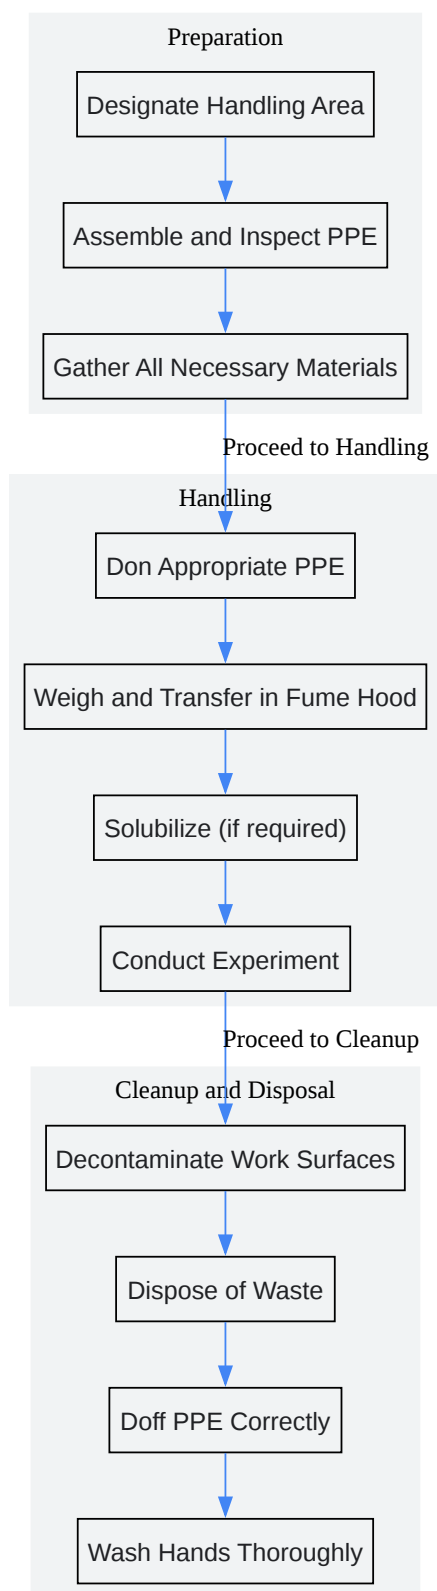 Preparation
Designate Handling Area
Assemble and Inspect PPE
Gather All Necessary Materials
Proceed to Handling
Handling
Don Appropriate PPE
Weigh and Transfer in Fume Hood
Solubilize (if required)
Conduct Experiment
Proceed to Cleanup
Cleanup and Disposal
Decontaminate Work Surfaces
Dispose of Waste
Doff PPE Correctly
Wash Hands Thoroughly